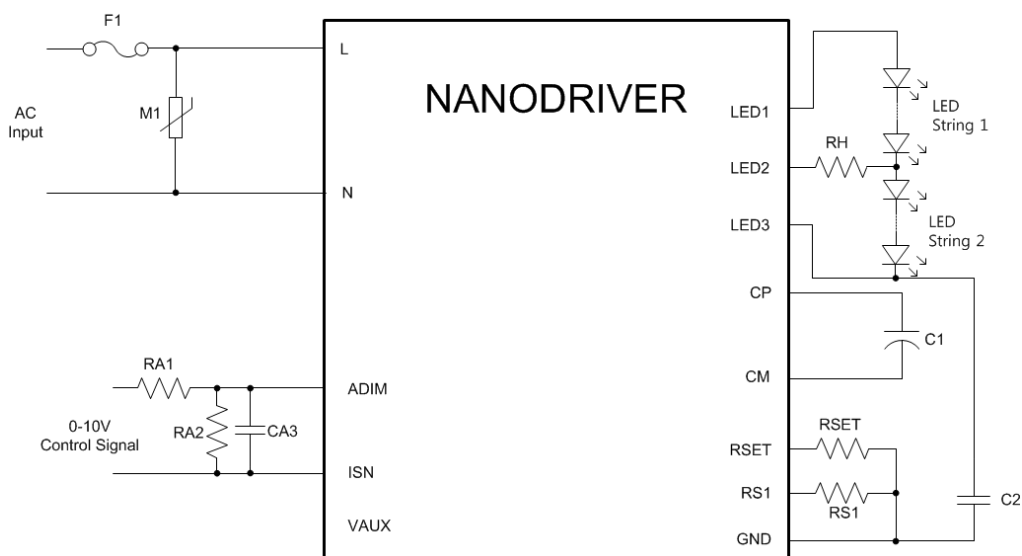 F1
L
NANODRIVER
LED1
LED
String 1
AC
Input
M1
RH
LED2
N
LED3
LED
String 2
CP
C1
CM
RA1
ADIM
0-10V
Control Signal
RA2
CA3
ISN
VAUX
RSET
RSET
RS1
RS1
C2
GND